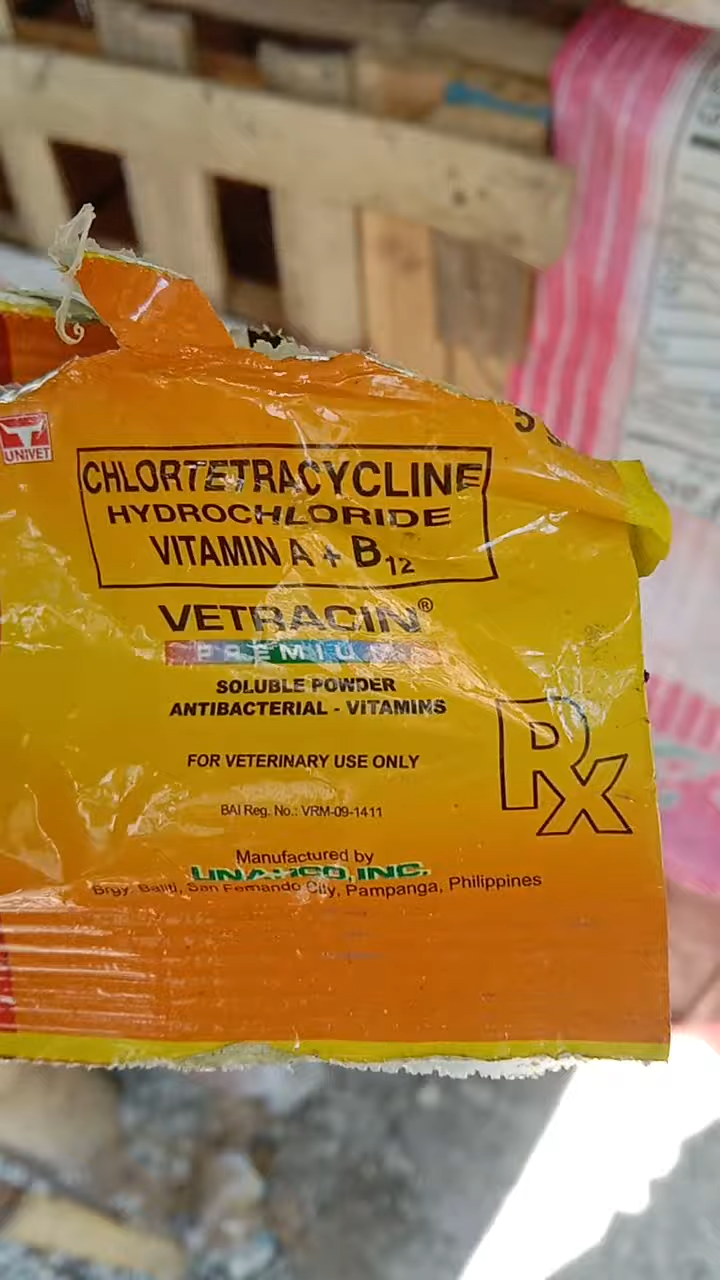 UNIVET
CHLORTETRACYCLINE
HYDROCHLORIDE
VITAMIN A + B12
VETRACIN®
PREMIUM
SOLUBLE POWDER
ANTIBACTERIAL - VITAMINS
FOR VETERINARY USE ONLY
Rx
BAI Reg. No.: VRM-09-1411
Manufactured by
UNAHCO, INC.
Brgy. Baliti, San Fernando City, Pampanga, Philippines